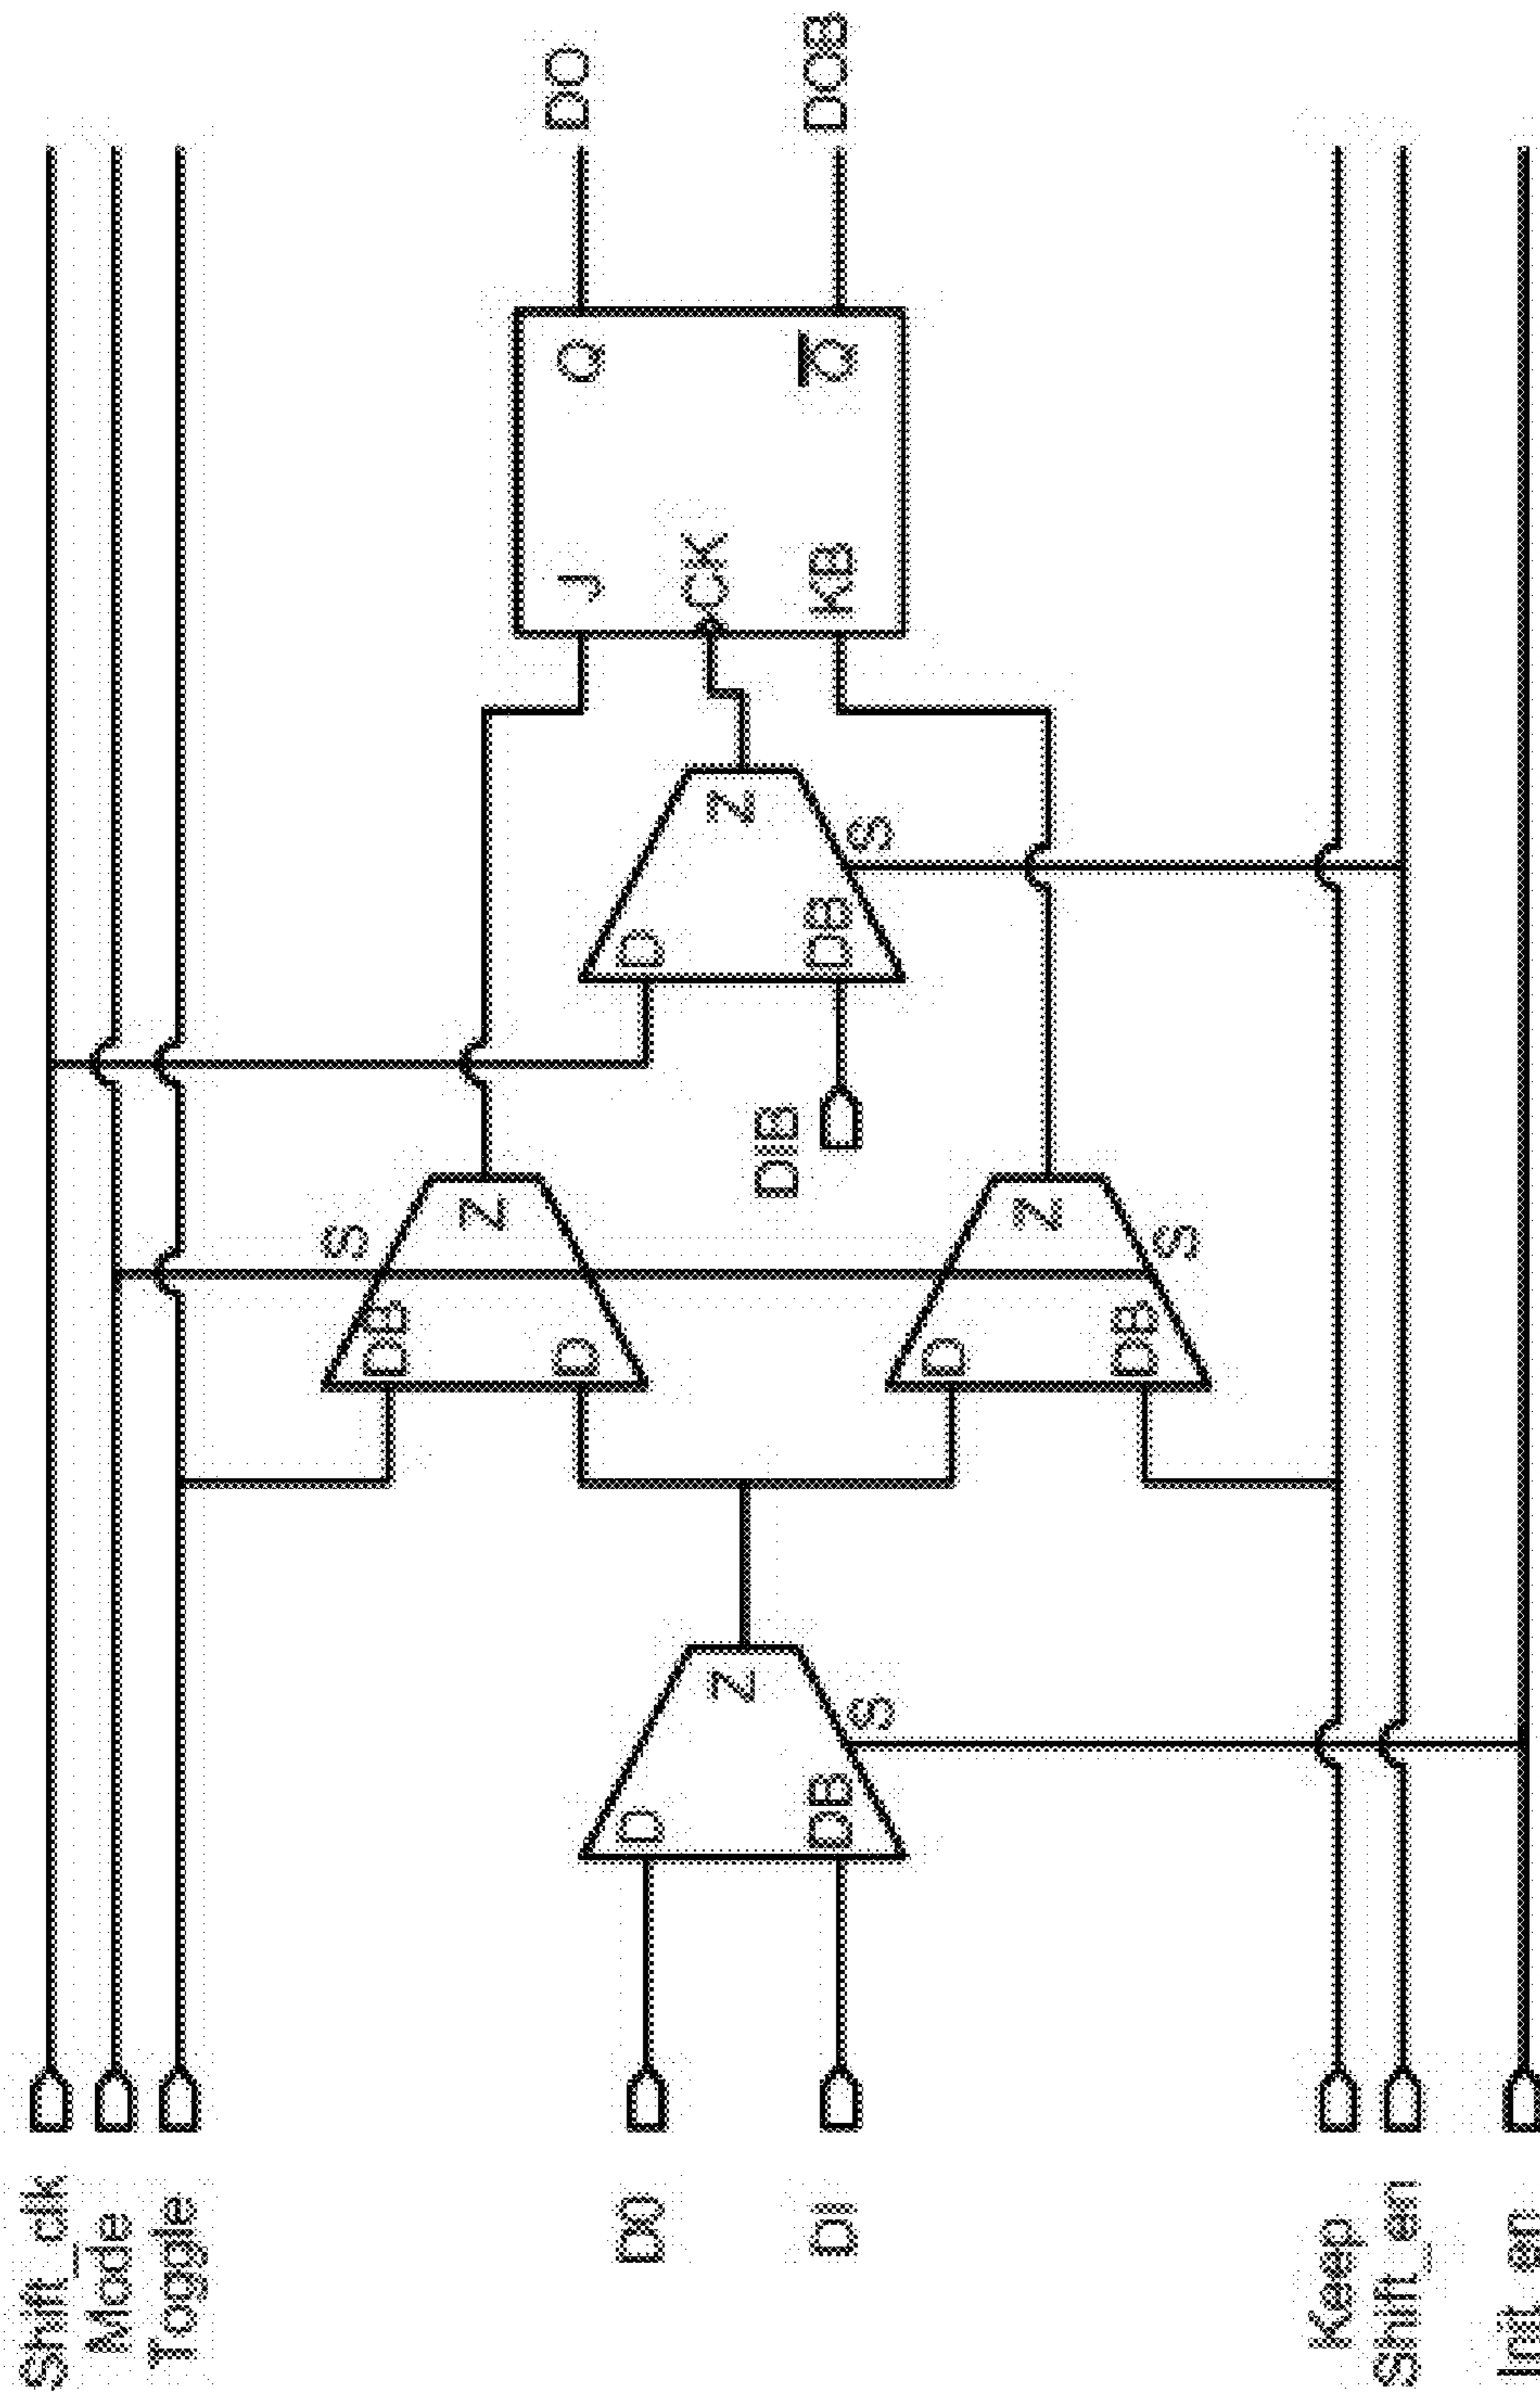 Shift_clk
Mode
Toggle
D0
DI
Keep
Shift_en
Init_en
D
DB
Z
S
DB
D
Z
S
D
DB
Z
S
DIB
D
DB
Z
S
J
CK
KB
Q
Q̅
DO
DOB